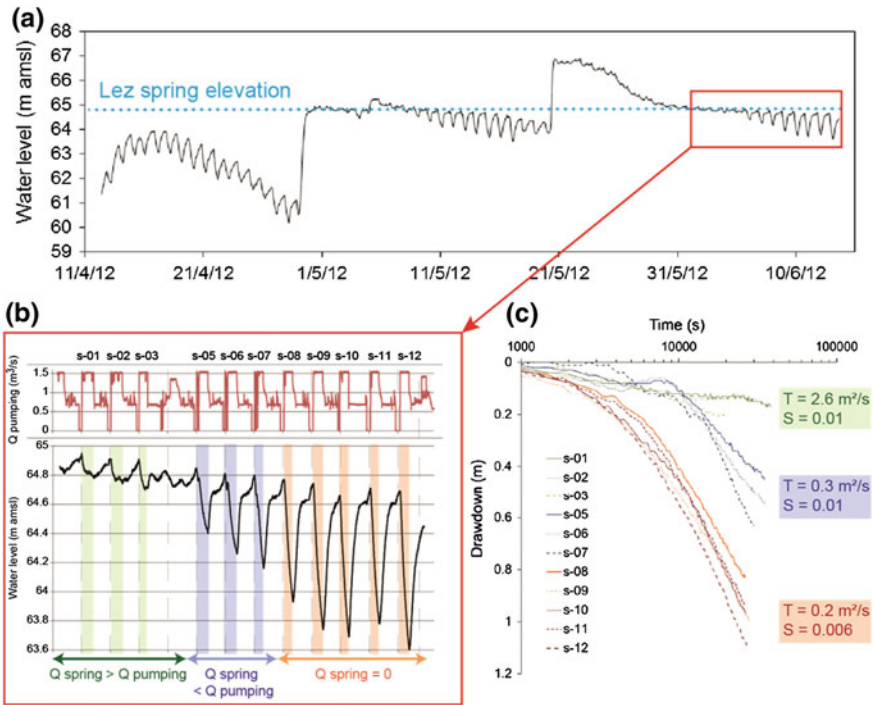 (a)
Water level (m amsl)
68
67
66
65
64
63
62
61
60
59
Lez spring elevation
11/4/12 21/4/12 1/5/12 11/5/12 21/5/12 31/5/12 10/6/12
(b)
s-01 s-02 s-03 s-05 s-06 s-07 s-08 s-09 s-10 s-11 s-12
Q pumping (m³/s)
1.5
1
0.5
0
Water level (m amsl)
65
64.8
64.6
64.4
64.2
64
63.8
63.6
Q spring > Q pumping
Q spring
< Q pumping
Q spring = 0
(c)
Time (s)
1000 10000 100000
Drawdown (m)
0
0.2
0.4
0.6
0.8
1
1.2
s-01
s-02
s-03
s-05
s-06
s-07
s-08
s-09
s-10
s-11
s-12
T = 2.6 m²/s
S = 0.01
T = 0.3 m²/s
S = 0.01
T = 0.2 m²/s
S = 0.006